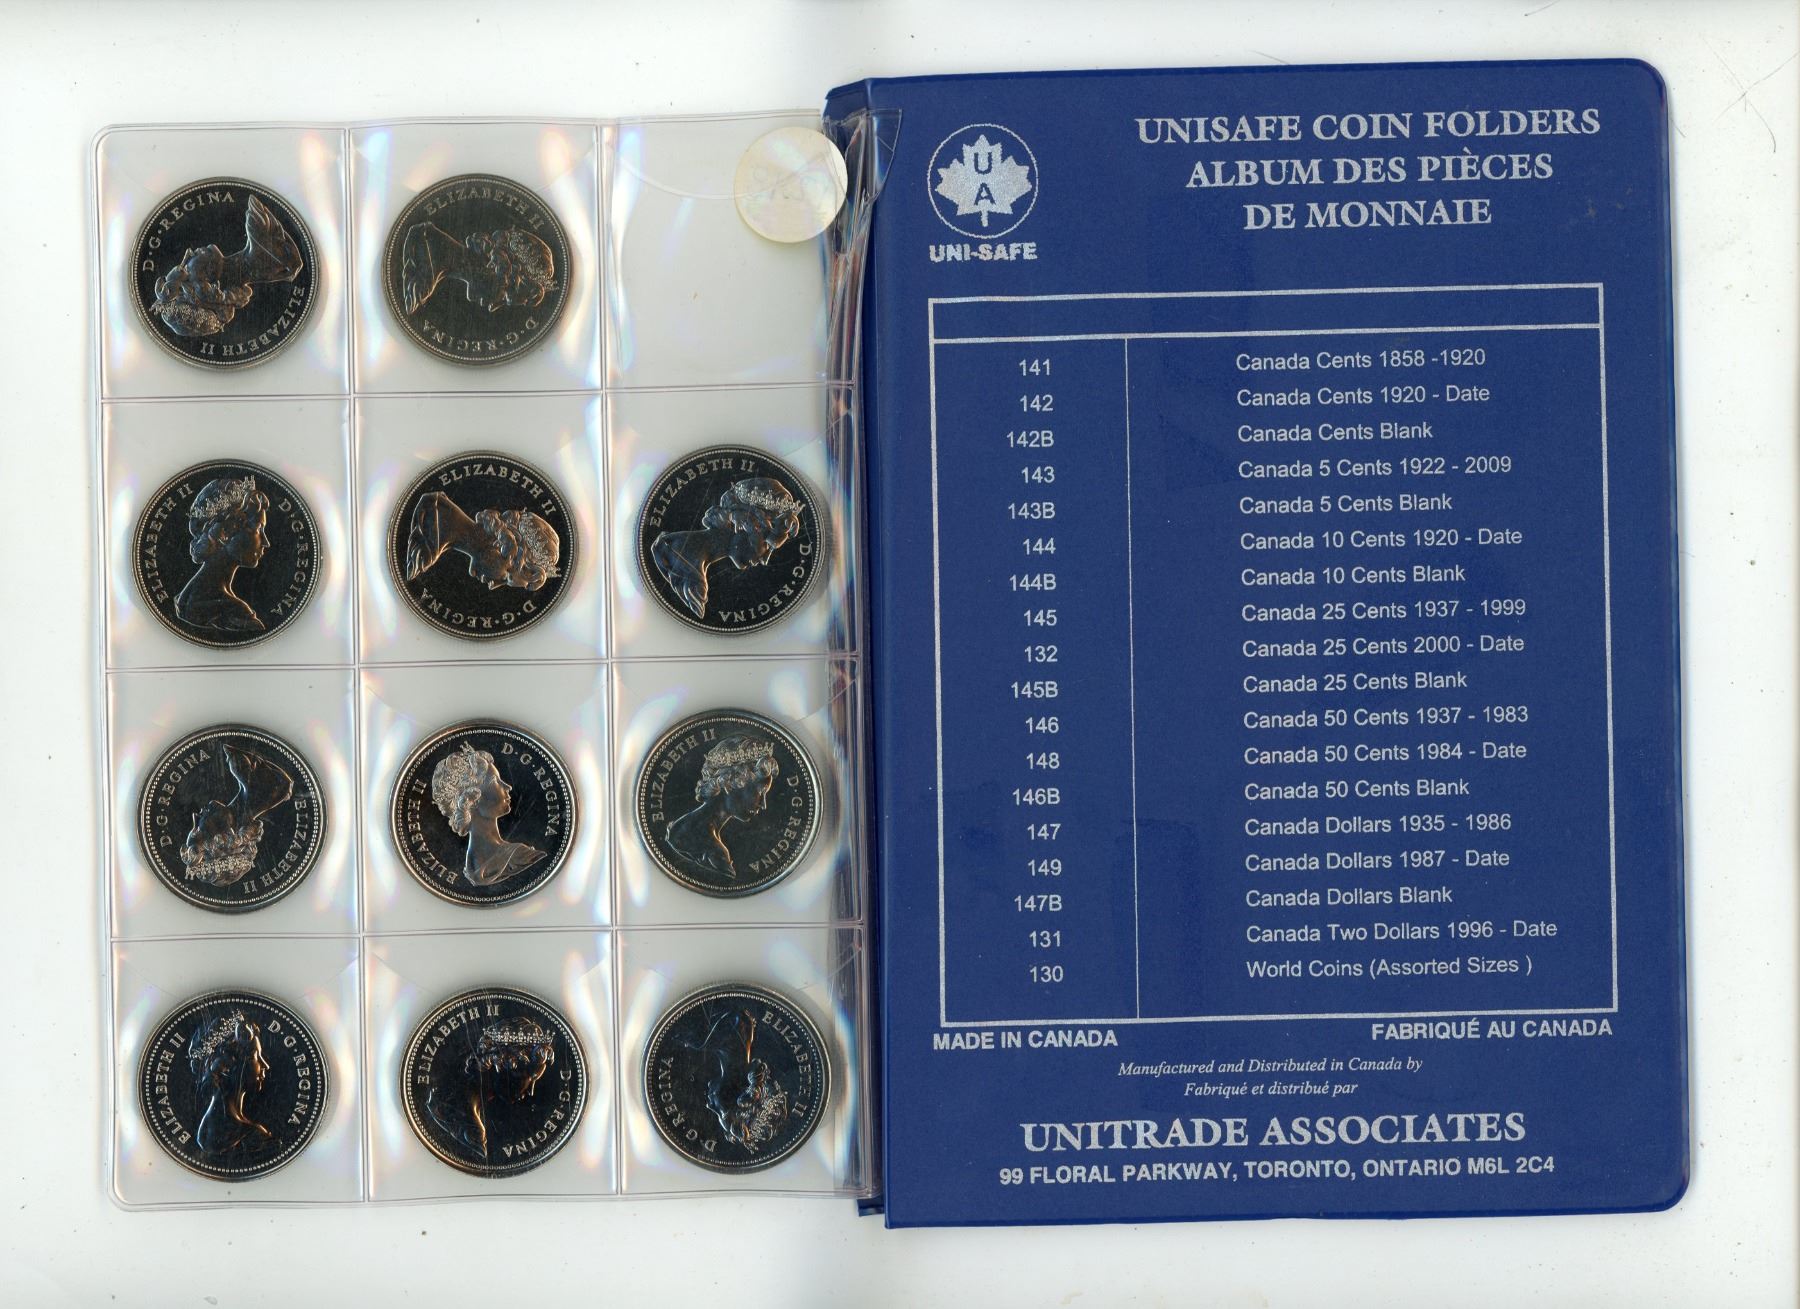 D·G·REGINA ELIZABETH II
ELIZABETH II D·G·REGINA
ELIZABETH II D·G·REGINA
ELIZABETH II D·G·REGINA
ELIZABETH II D·G·REGINA
D·G·REGINA ELIZABETH II
ELIZABETH II D·G·REGINA
ELIZABETH II D·G·REGINA
ELIZABETH II D·G·REGINA
ELIZABETH II D·G·REGINA
D·G·REGINA ELIZABETH II
U
A
UNI-SAFE
UNISAFE COIN FOLDERS
ALBUM DES PIÈCES
DE MONNAIE
141 Canada Cents 1858 -1920
142 Canada Cents 1920 - Date
142B Canada Cents Blank
143 Canada 5 Cents 1922 - 2009
143B Canada 5 Cents Blank
144 Canada 10 Cents 1920 - Date
144B Canada 10 Cents Blank
145 Canada 25 Cents 1937 - 1999
132 Canada 25 Cents 2000 - Date
145B Canada 25 Cents Blank
146 Canada 50 Cents 1937 - 1983
148 Canada 50 Cents 1984 - Date
146B Canada 50 Cents Blank
147 Canada Dollars 1935 - 1986
149 Canada Dollars 1987 - Date
147B Canada Dollars Blank
131 Canada Two Dollars 1996 - Date
130 World Coins (Assorted Sizes )
MADE IN CANADA FABRIQUÉ AU CANADA
Manufactured and Distributed in Canada by
Fabriqué et distribué par
UNITRADE ASSOCIATES
99 FLORAL PARKWAY, TORONTO, ONTARIO M6L 2C4